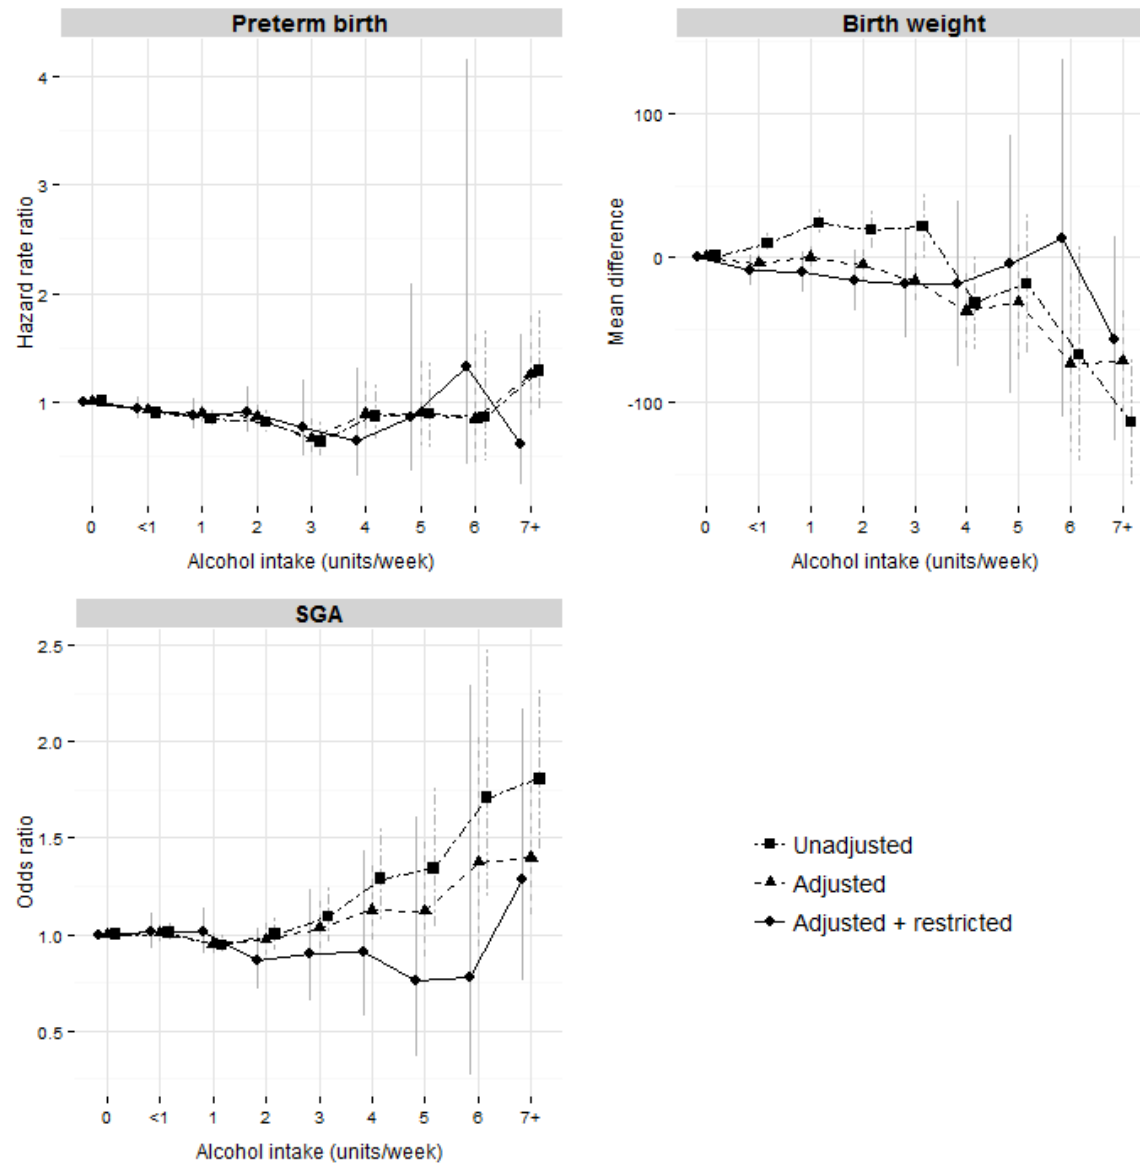 Preterm birth
Hazard rate ratio
4
3
2
1
0 <1 1 2 3 4 5 6 7+
Alcohol intake (units/week)
Birth weight
Mean difference
100
0
-100
0 <1 1 2 3 4 5 6 7+
Alcohol intake (units/week)
SGA
Odds ratio
2.5
2.0
1.5
1.0
0.5
0 <1 1 2 3 4 5 6 7+
Alcohol intake (units/week)
Unadjusted
Adjusted
Adjusted + restricted